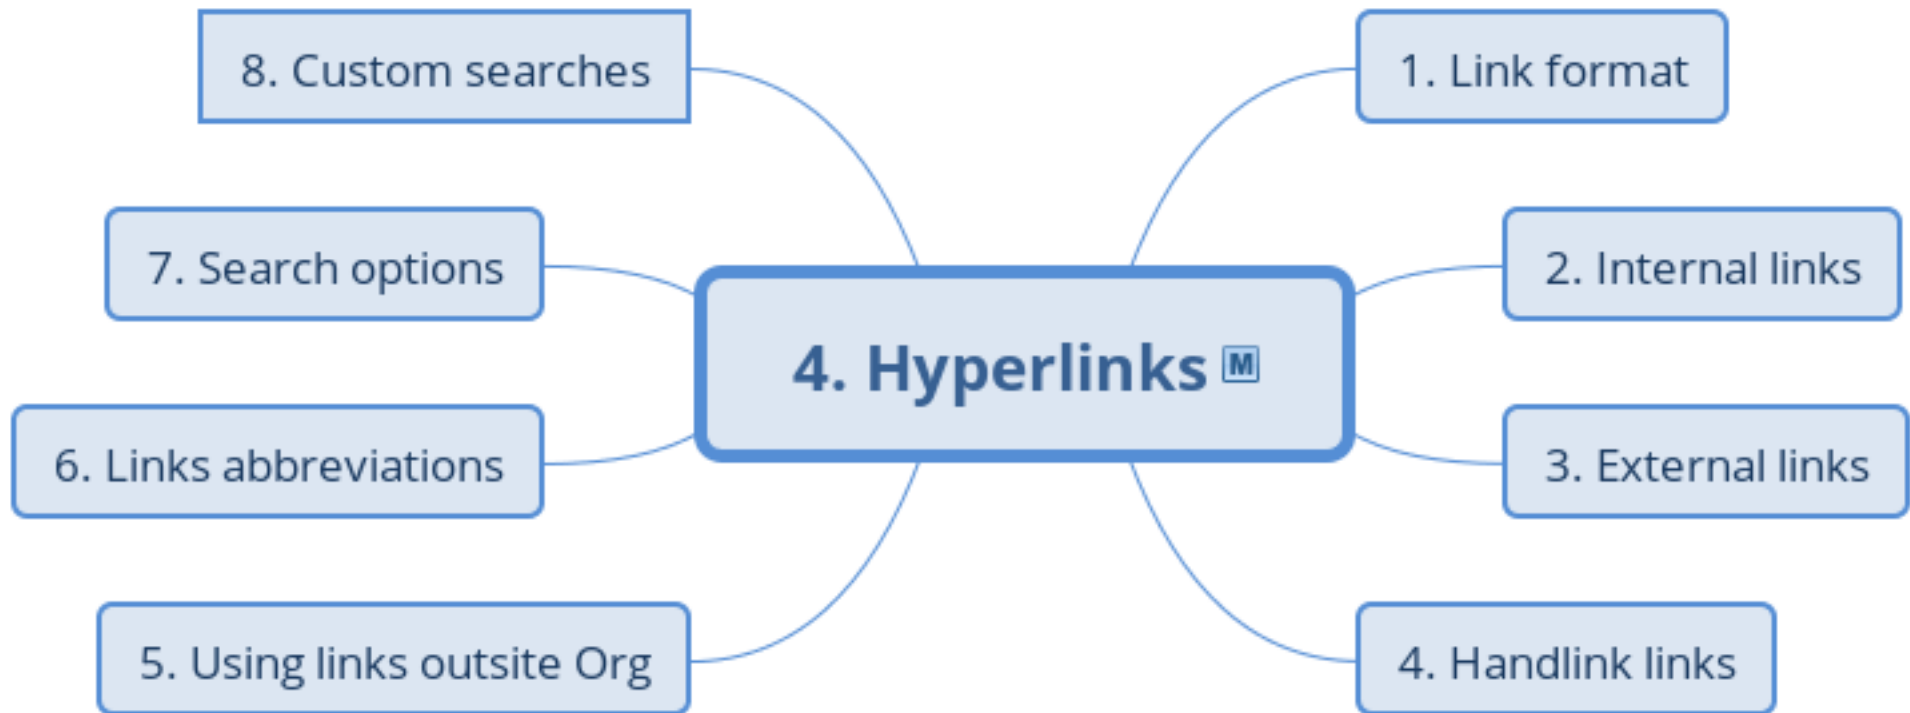 4. Hyperlinks M
1. Link format
2. Internal links
3. External links
4. Handlink links
5. Using links outsite Org
6. Links abbreviations
7. Search options
8. Custom searches